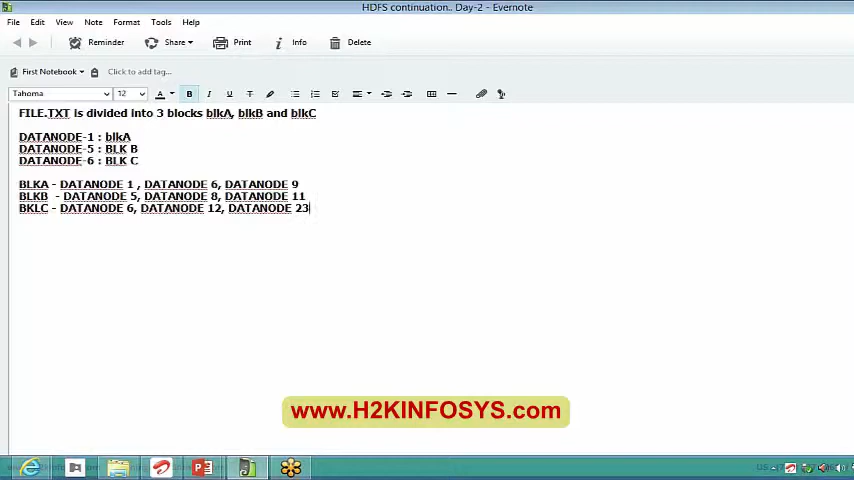 HDFS continuation.. Day-2 - Evernote
File Edit View Note Format Tools Help
Reminder Share Print Info Delete
First Notebook Click to add tag...
Tahoma 12 A B I U T
FILE.TXT is divided into 3 blocks blkA, blkB and blkC
DATANODE-1 : blkA
DATANODE-5 : BLK B
DATANODE-6 : BLK C
BLKA - DATANODE 1 , DATANODE 6, DATANODE 9
BLKB - DATANODE 5, DATANODE 8, DATANODE 11
BKLC - DATANODE 6, DATANODE 12, DATANODE 23
www.H2KINFOSYS.com
US